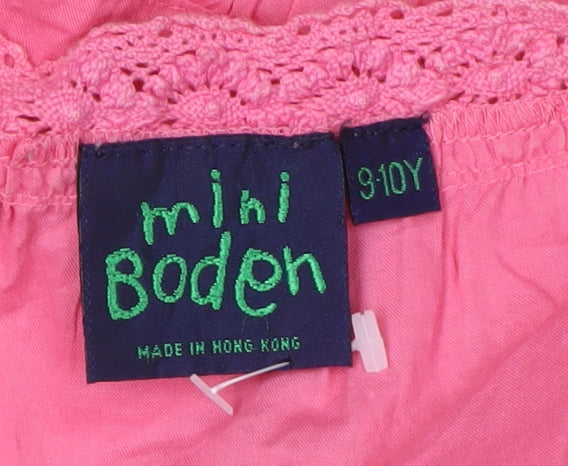 mini
Boden
MADE IN HONG KONG
9-10Y